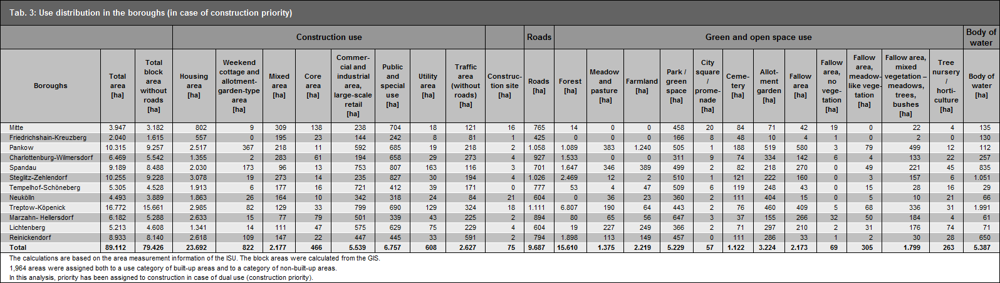 Tab. 3: Use distribution in the boroughs (in case of construction priority)
Construction use Roads Green and open space use Body of water
Boroughs Total area [ha] Total block area without roads [ha] Housing area [ha] Weekend cottage and allotment-garden-type area [ha] Mixed area [ha] Core area [ha] Commer-cial and industrial area, large-scale retail [ha] Public and special use [ha] Utility area [ha] Traffic area (without roads) [ha] Construc-tion site [ha] Roads [ha] Forest [ha] Meadow and pasture [ha] Farmland [ha] Park / green space [ha] City square / prome-nade [ha] Ceme-tery [ha] Allot-ment garden [ha] Fallow area [ha] Fallow area, no vege-tation [ha] Fallow area, meadow-like vege-tation [ha] Fallow area, mixed vegetation – meadows, trees, bushes [ha] Tree nursery / horti-culture [ha] Body of water [ha]
Mitte 3.947 3.182 802 9 309 138 238 704 18 121 16 765 14 0 0 458 20 84 71 42 19 0 22 4 135
Friedrichshain-Kreuzberg 2.040 1.615 557 0 195 23 144 242 8 81 1 425 0 0 0 166 8 48 10 4 1 0 2 0 130
Pankow 10.315 9.257 2.517 367 218 11 592 685 19 218 2 1.058 1.089 383 1.240 505 1 188 519 580 3 79 499 12 112
Charlottenburg-Wilmersdorf 6.469 5.542 1.355 2 283 61 194 658 29 273 4 927 1.533 0 0 311 9 74 334 142 6 4 133 22 257
Spandau 9.189 8.488 2.030 173 96 13 753 807 163 116 3 701 1.647 346 389 499 2 82 218 270 0 49 221 45 835
Steglitz-Zehlendorf 10.255 9.228 3.078 19 273 14 235 827 30 194 4 1.026 2.469 12 2 510 1 121 222 160 0 3 157 6 1.051
Tempelhof-Schöneberg 5.305 4.528 1.913 6 177 16 721 412 39 171 0 777 53 4 47 509 6 119 248 43 0 15 28 16 29
Neukölln 4.493 3.889 1.863 26 164 10 342 318 24 84 21 604 0 36 23 360 2 111 404 15 0 5 10 21 66
Treptow-Köpenick 16.772 15.661 2.985 82 129 33 799 690 129 324 18 1.111 6.807 190 64 443 2 76 460 409 5 68 336 31 1.991
Marzahn- Hellersdorf 6.182 5.288 2.633 15 77 79 501 339 43 225 2 894 80 65 56 647 3 37 155 266 32 50 184 4 61
Lichtenberg 5.213 4.608 1.341 14 111 47 575 629 75 229 4 604 19 227 249 366 2 71 297 210 2 31 176 74 71
Reinickendorf 8.933 8.140 2.618 109 147 22 447 445 33 591 2 794 1.898 113 149 457 0 111 286 33 1 2 30 28 650
Total 89.112 79.426 23.692 822 2.177 466 5.539 6.757 608 2.627 75 9.687 15.610 1.375 2.219 5.229 57 1.122 3.224 2.173 69 305 1.799 263 5.387
The calculations are based on the area measurement information of the ISU. The block areas were calculated from the GIS.
1,964 areas were assigned both to a use category of built-up areas and to a category of non-built-up areas.
In this analysis, priority has been assigned to construction in case of dual use (construction priority).